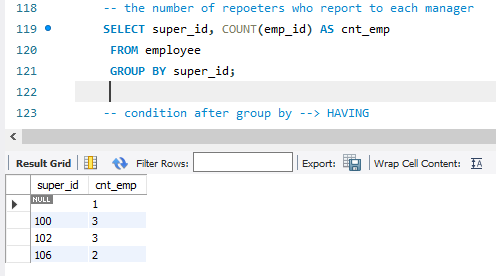 118 -- the number of repoeters who report to each manager
119 SELECT super_id, COUNT(emp_id) AS cnt_emp
120 FROM employee
121 GROUP BY super_id;
122
123 -- condition after group by --> HAVING
Result Grid Filter Rows: Export: Wrap Cell Content: IA
super_id cnt_emp
NULL 1
100 3
102 3
106 2